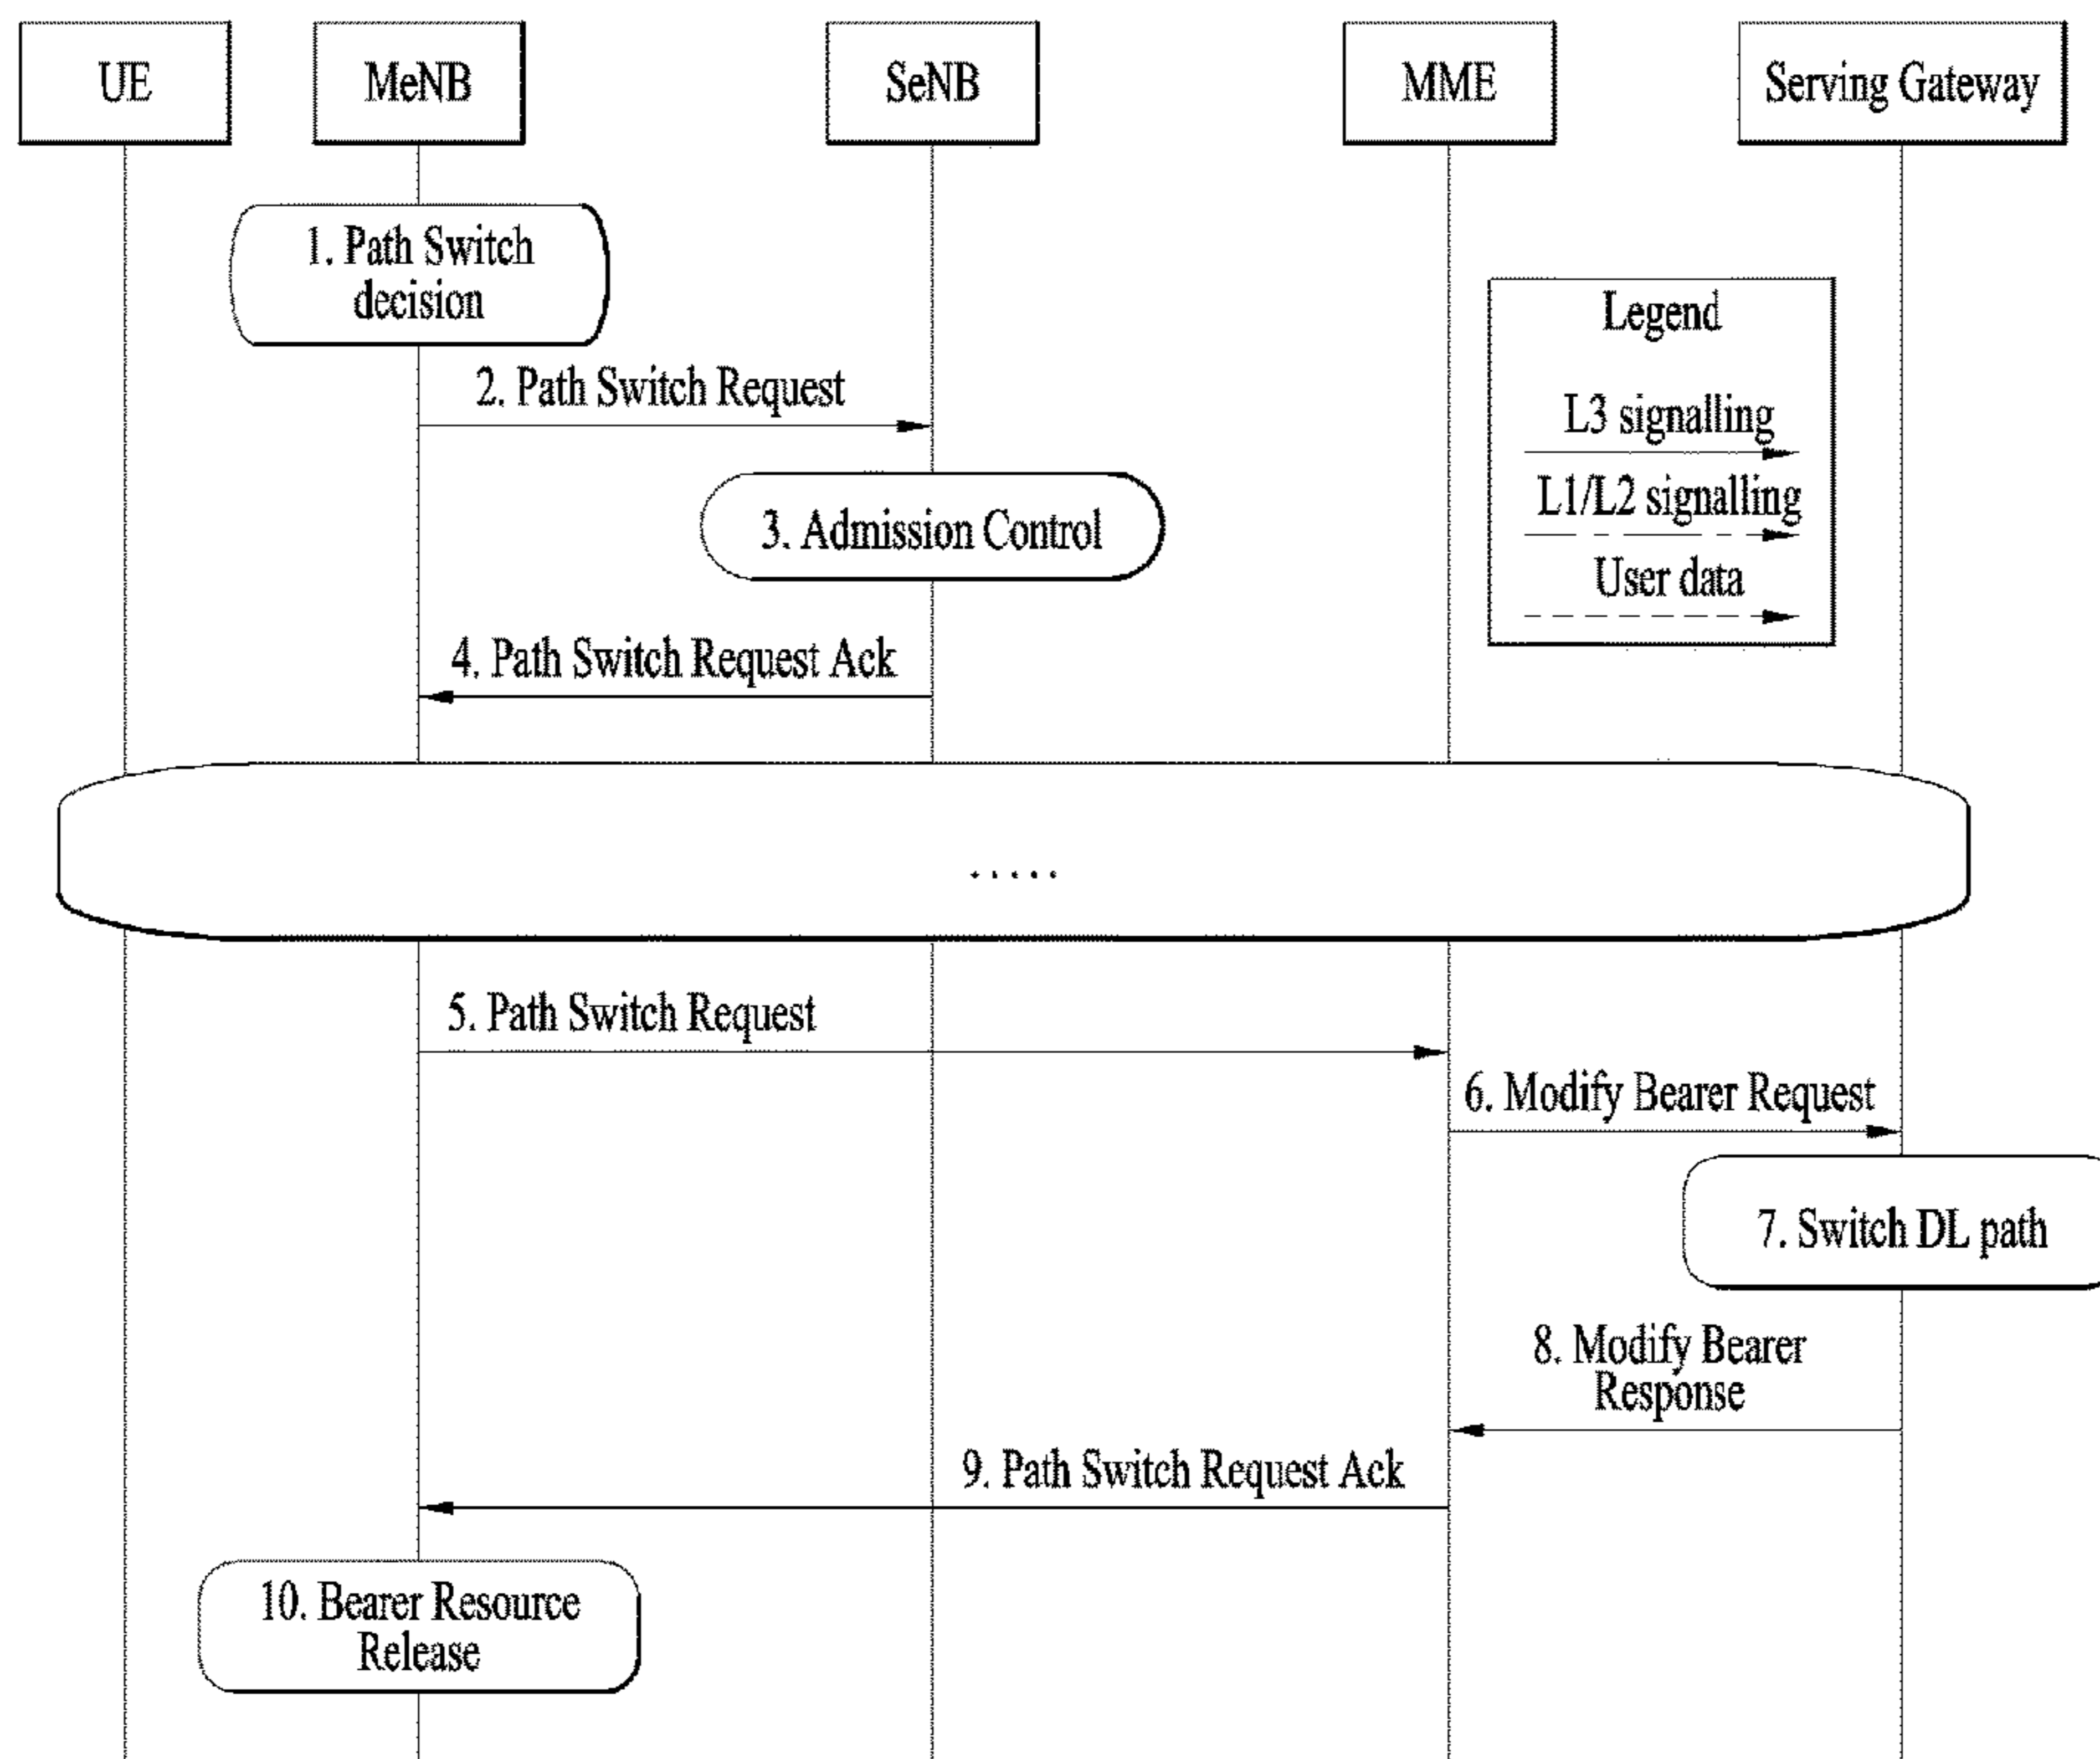 UE
MeNB
SeNB
MME
Serving Gateway
1. Path Switch
decision
Legend
L3 signalling
L1/L2 signalling
User data
2. Path Switch Request
3. Admission Control
4. Path Switch Request Ack
.....
5. Path Switch Request
6. Modify Bearer Request
7. Switch DL path
8. Modify Bearer
Response
9. Path Switch Request Ack
10. Bearer Resource
Release